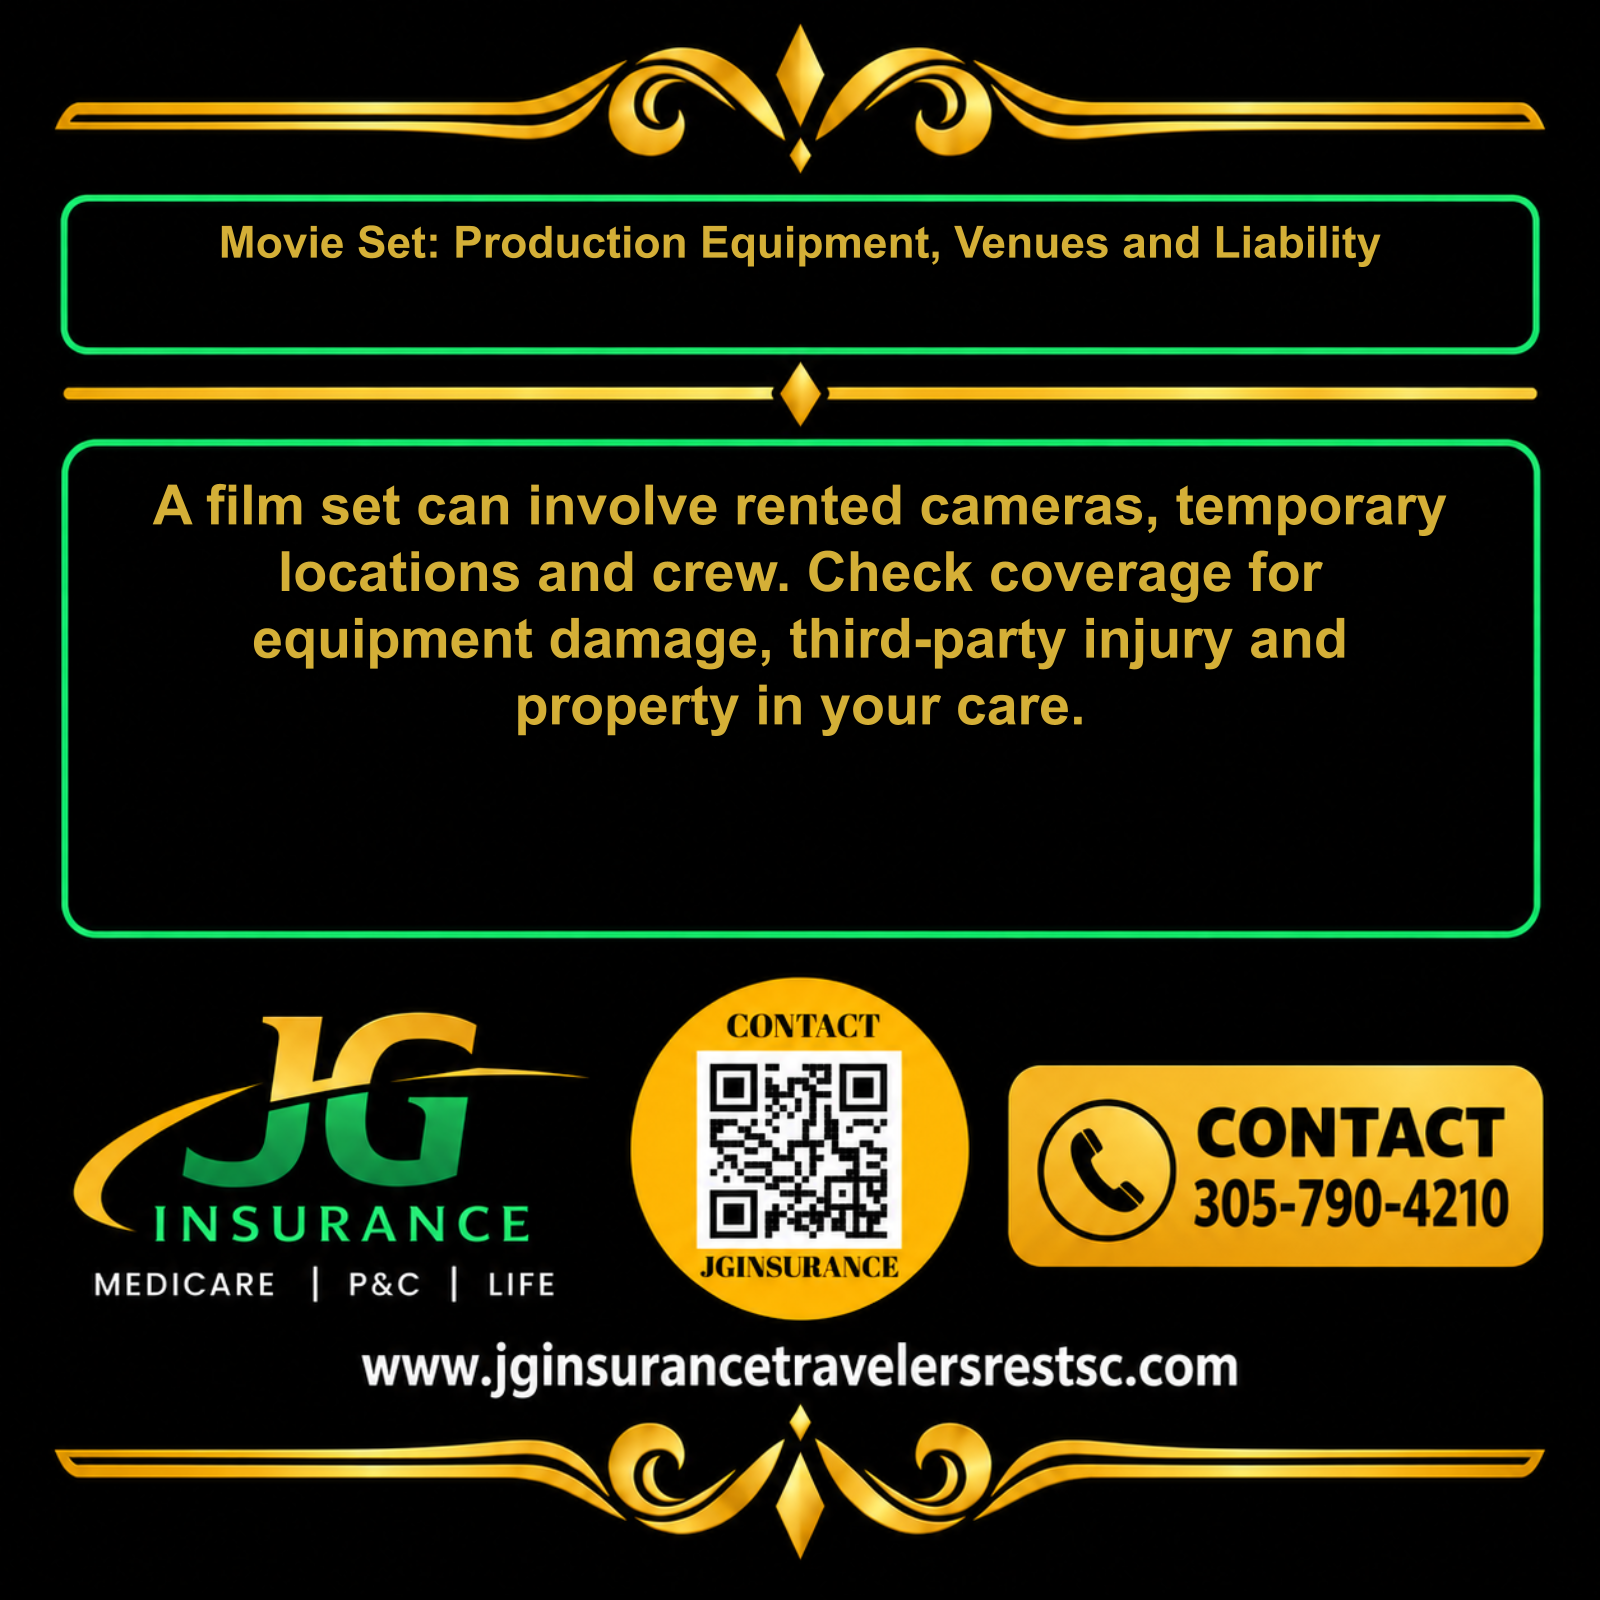 Movie Set: Production Equipment, Venues and Liability
A film set can involve rented cameras, temporary
locations and crew. Check coverage for
equipment damage, third-party injury and
property in your care.
JG
INSURANCE
MEDICARE | P&C | LIFE
CONTACT
JGINSURANCE
CONTACT
305-790-4210
www.jginsurancetravelersrestsc.com